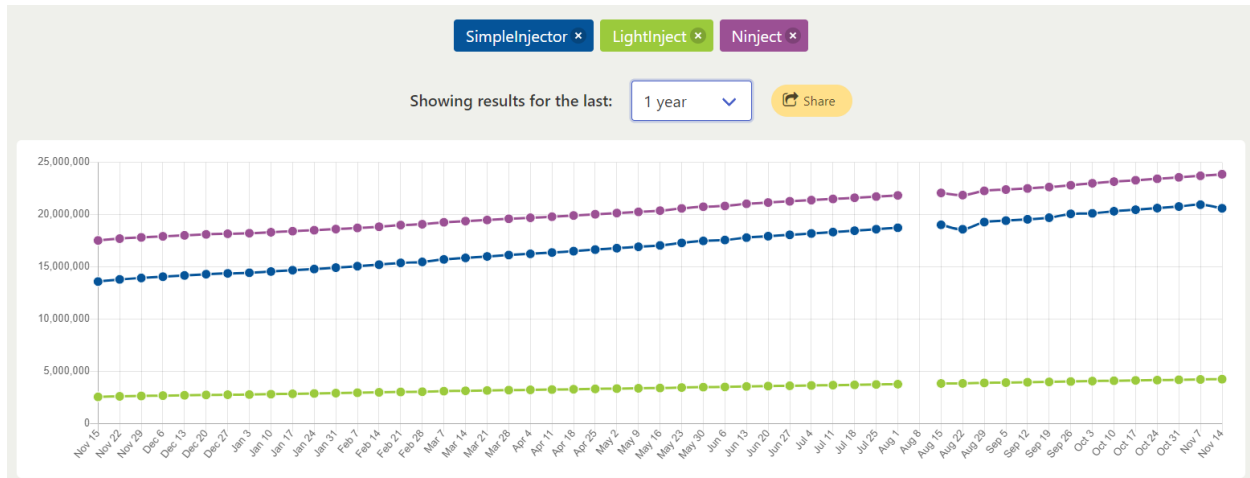 SimpleInjector × LightInject × Ninject ×
Showing results for the last: 1 year Share
25,000,000
20,000,000
15,000,000
10,000,000
5,000,000
0
Nov 15 Nov 22 Nov 29 Dec 6 Dec 13 Dec 20 Dec 27 Jan 3 Jan 10 Jan 17 Jan 24 Jan 31 Feb 7 Feb 14 Feb 21 Feb 28 Mar 7 Mar 14 Mar 21 Mar 28 Apr 4 Apr 11 Apr 18 Apr 25 May 2 May 9 May 16 May 23 May 30 Jun 6 Jun 13 Jun 20 Jun 27 Jul 4 Jul 11 Jul 18 Jul 25 Aug 1 Aug 8 Aug 15 Aug 22 Aug 29 Sep 5 Sep 12 Sep 19 Sep 26 Oct 3 Oct 10 Oct 17 Oct 24 Oct 31 Nov 7 Nov 14